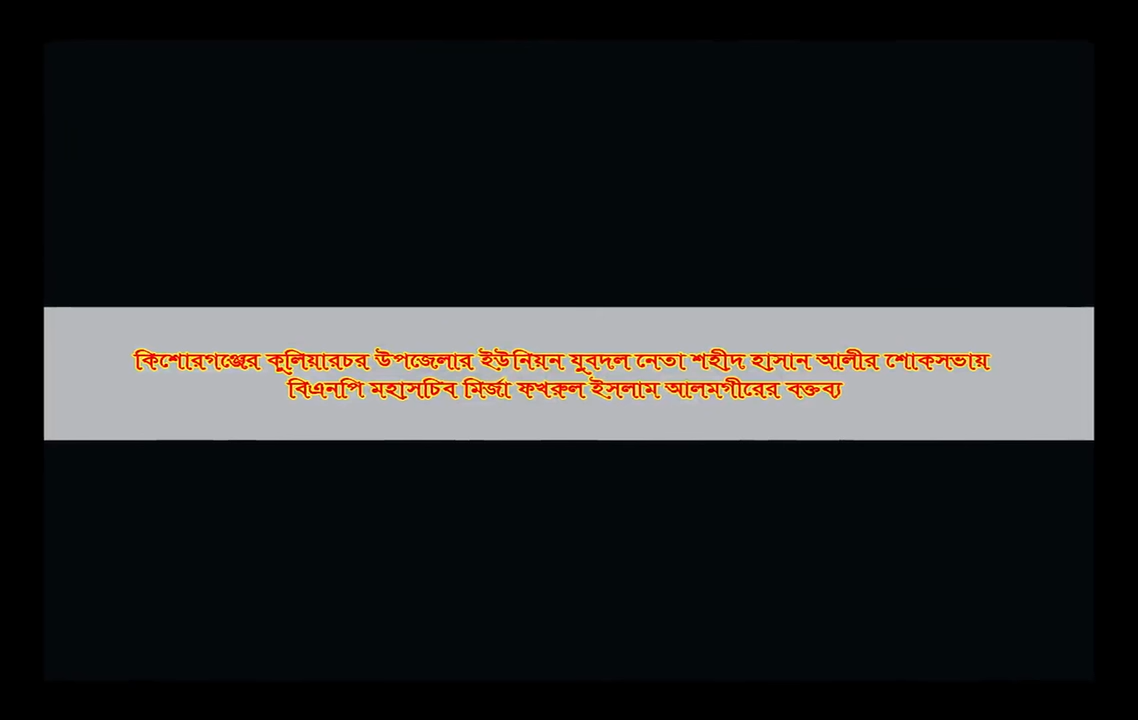 কিশোরগঞ্জের কুলিয়ারচর উপজেলার ইউনিয়ন যুবদল নেতা শহীদ হাসান আলীর শোকসভায়
বিএনপি মহাসচিব মির্জা ফখরুল ইসলাম আলমগীরের বক্তব্য